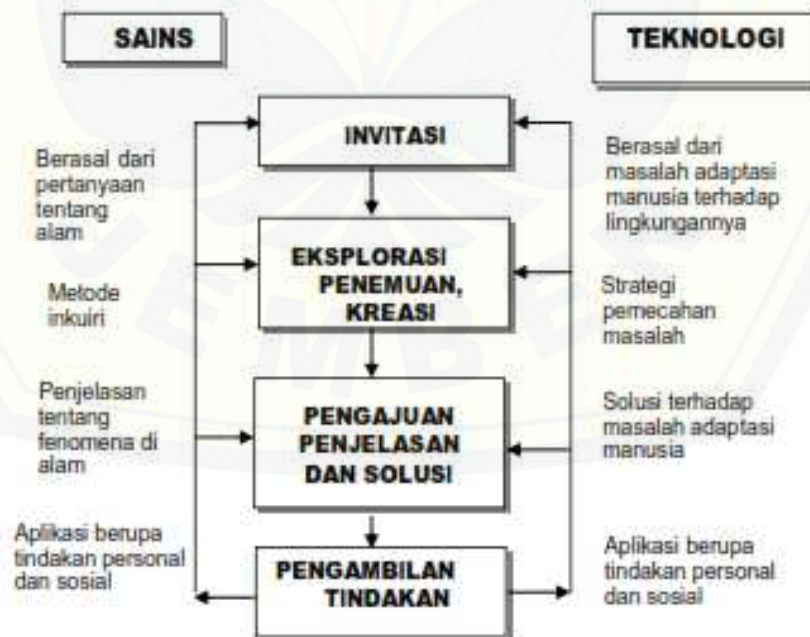 SAINS
TEKNOLOGI
INVITASI
Berasal dari
pertanyaan
tentang
alam
Berasal dari
masalah adaptasi
manusia terhadap
lingkungannya
EKSPLORASI
PENEMUAN,
KREASI
Metode
inkuiri
Strategi
pemecahan
masalah
Penjelasan
tentang
fenomena di
alam
PENGAJUAN
PENJELASAN
DAN SOLUSI
Solusi terhadap
masalah adaptasi
manusia
Aplikasi berupa
tindakan personal
dan sosial
PENGAMBILAN
TINDAKAN
Aplikasi berupa
tindakan personal
dan sosial
JEMBER